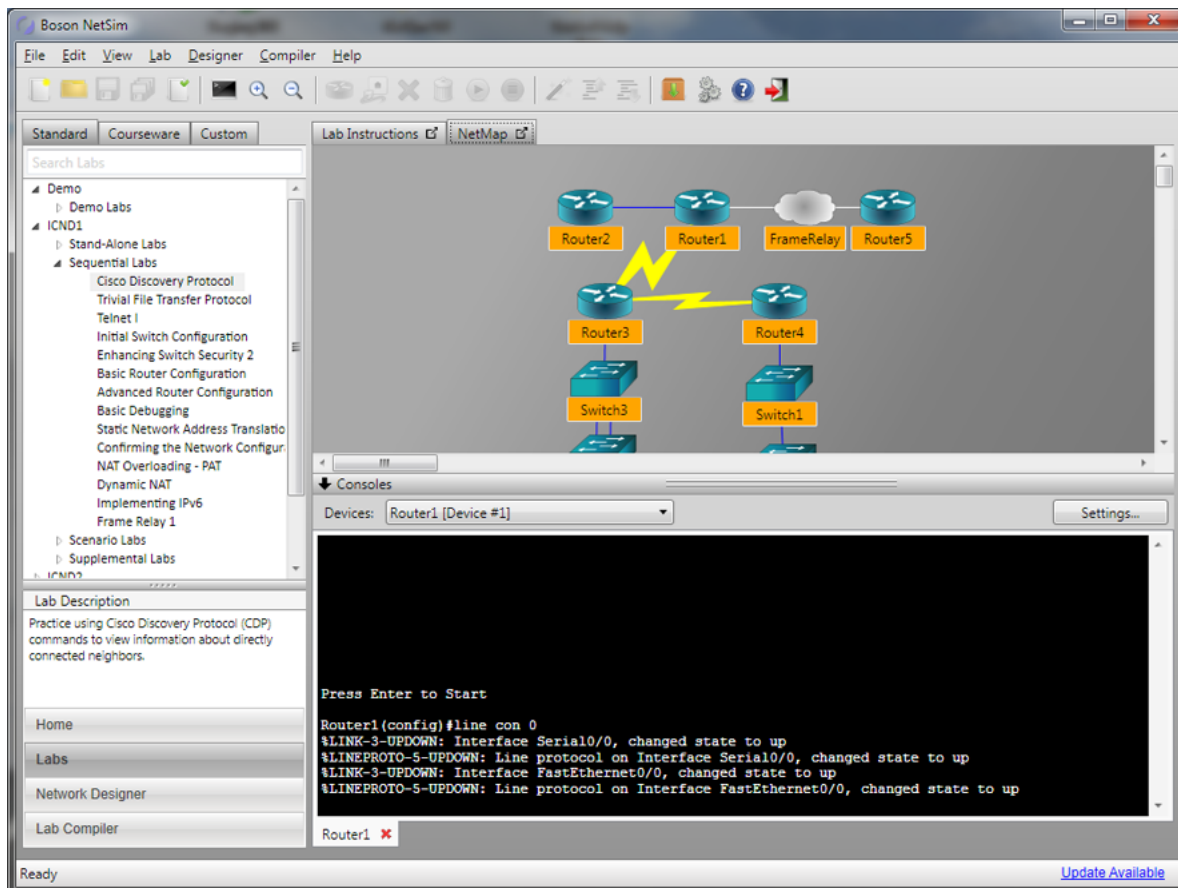 Boson NetSim
File Edit View Lab Designer Compiler Help
Standard Courseware Custom
Search Labs
Demo
Demo Labs
ICND1
Stand-Alone Labs
Sequential Labs
Cisco Discovery Protocol
Trivial File Transfer Protocol
Telnet I
Initial Switch Configuration
Enhancing Switch Security 2
Basic Router Configuration
Advanced Router Configuration
Basic Debugging
Static Network Address Translatio
Confirming the Network Configur
NAT Overloading - PAT
Dynamic NAT
Implementing IPv6
Frame Relay 1
Scenario Labs
Supplemental Labs
ICND2
Lab Description
Practice using Cisco Discovery Protocol (CDP)
commands to view information about directly
connected neighbors.
Home
Labs
Network Designer
Lab Compiler
Lab Instructions NetMap
Router2 Router1 FrameRelay Router5
Router3 Router4
Switch3 Switch1
Consoles
Devices: Router1 [Device #1] Settings...
Press Enter to Start
Router1(config)#line con 0
%LINK-3-UPDOWN: Interface Serial0/0, changed state to up
%LINEPROTO-5-UPDOWN: Line protocol on Interface Serial0/0, changed state to up
%LINK-3-UPDOWN: Interface FastEthernet0/0, changed state to up
%LINEPROTO-5-UPDOWN: Line protocol on Interface FastEthernet0/0, changed state to up
Router1
Ready Update Available